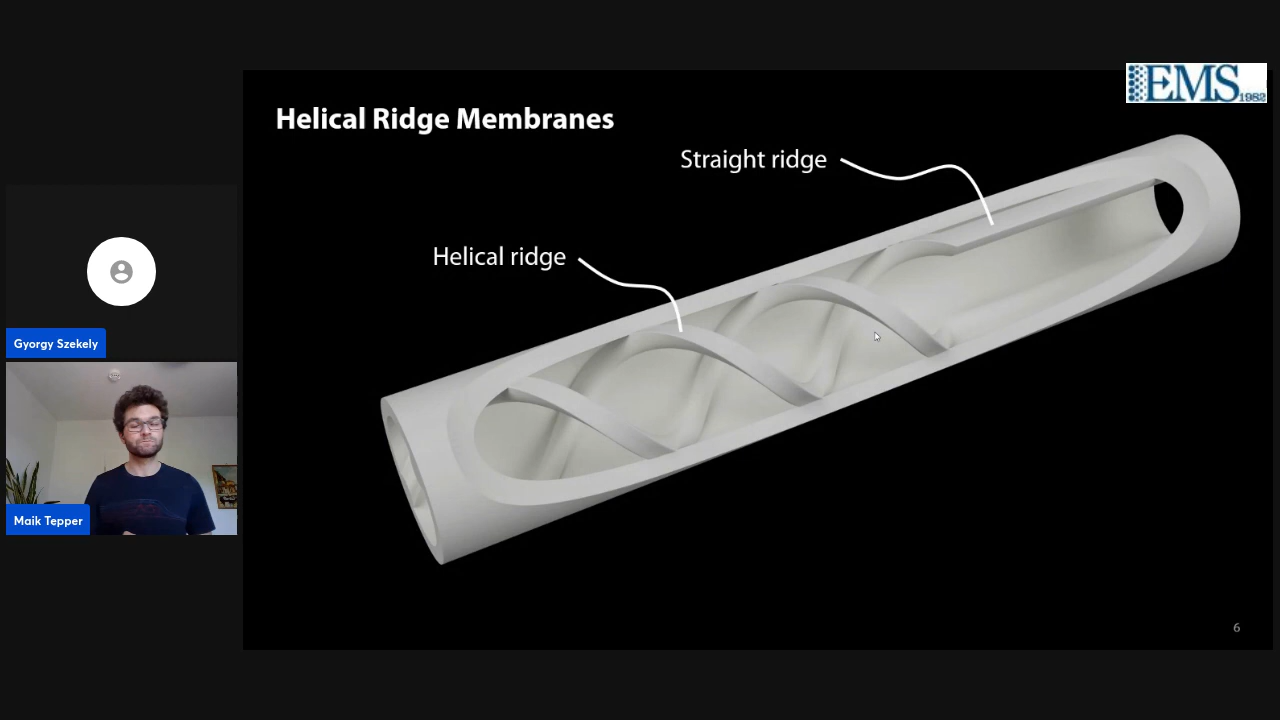 EMS
1982
Helical Ridge Membranes
Straight ridge
Helical ridge
Gyorgy Szekely
Maik Tepper
6